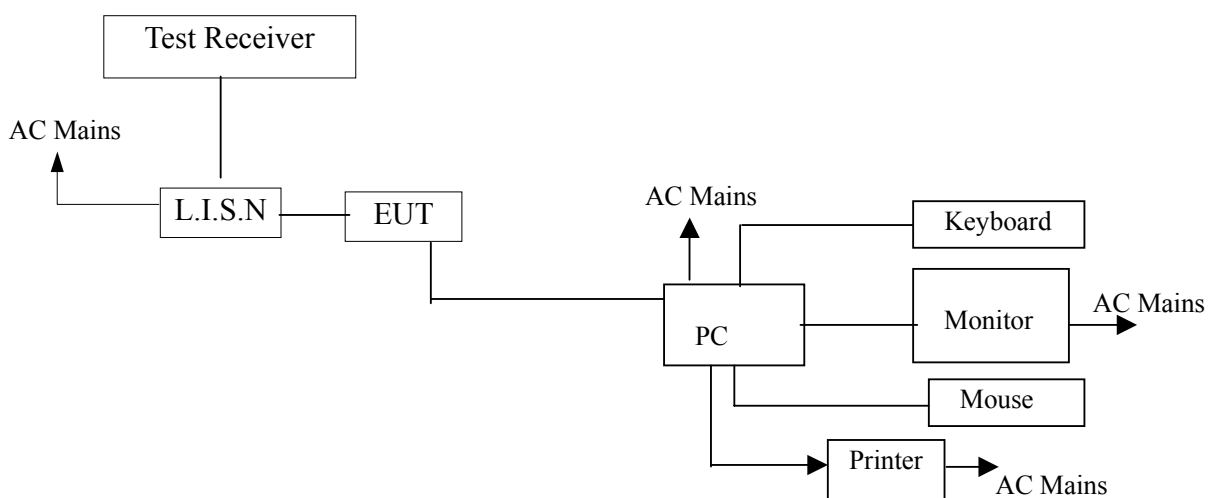 Test Receiver
AC Mains
L.I.S.N
EUT
AC Mains
Keyboard
PC
Monitor
AC Mains
Mouse
Printer
AC Mains